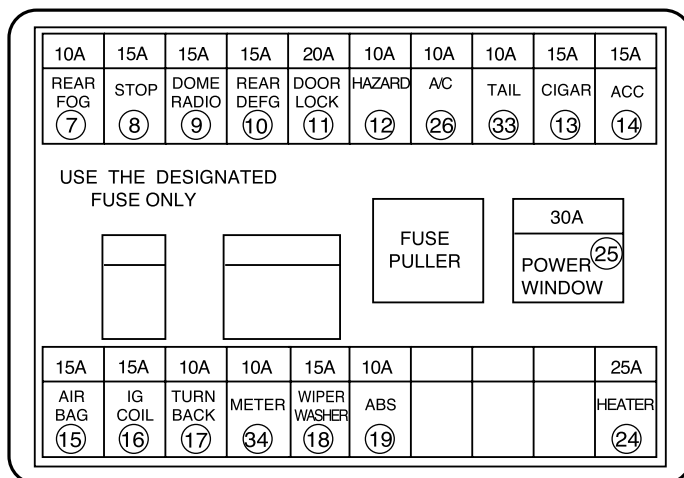 10A 15A 15A 15A 20A 10A 10A 10A 15A 15A
REAR FOG 7
STOP 8
DOME RADIO 9
REAR DEFG 10
DOOR LOCK 11
HAZARD 12
A/C 26
TAIL 33
CIGAR 13
ACC 14
USE THE DESIGNATED
FUSE ONLY
FUSE
PULLER
30A
POWER 25
WINDOW
15A 15A 10A 10A 15A 10A 25A
AIR BAG 15
IG COIL 16
TURN BACK 17
METER 34
WIPER WASHER 18
ABS 19
HEATER 24